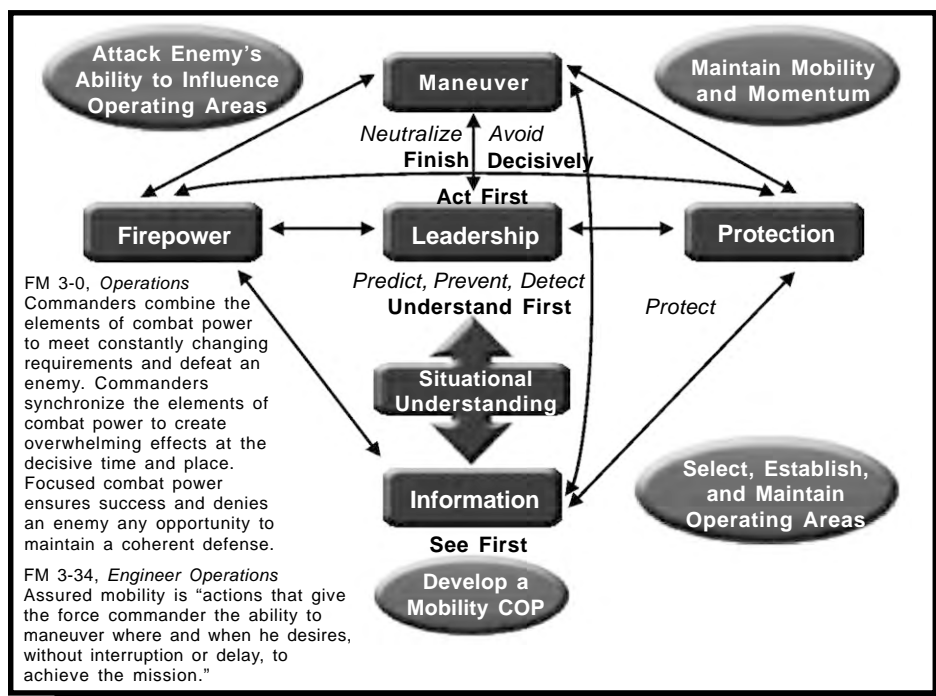 Attack Enemy's
Ability to Influence
Operating Areas
Maneuver
Maintain Mobility
and Momentum
Neutralize Avoid
Finish Decisively
Act First
Firepower
Leadership
Protection
Predict, Prevent, Detect
Understand First
Protect
Situational
Understanding
Information
See First
Select, Establish,
and Maintain
Operating Areas
Develop a
Mobility COP
FM 3-0, Operations
Commanders combine the
elements of combat power
to meet constantly changing
requirements and defeat an
enemy. Commanders
synchronize the elements of
combat power to create
overwhelming effects at the
decisive time and place.
Focused combat power
ensures success and denies
an enemy any opportunity to
maintain a coherent defense.
FM 3-34, Engineer Operations
Assured mobility is “actions that give
the force commander the ability to
maneuver where and when he desires,
without interruption or delay, to
achieve the mission.”